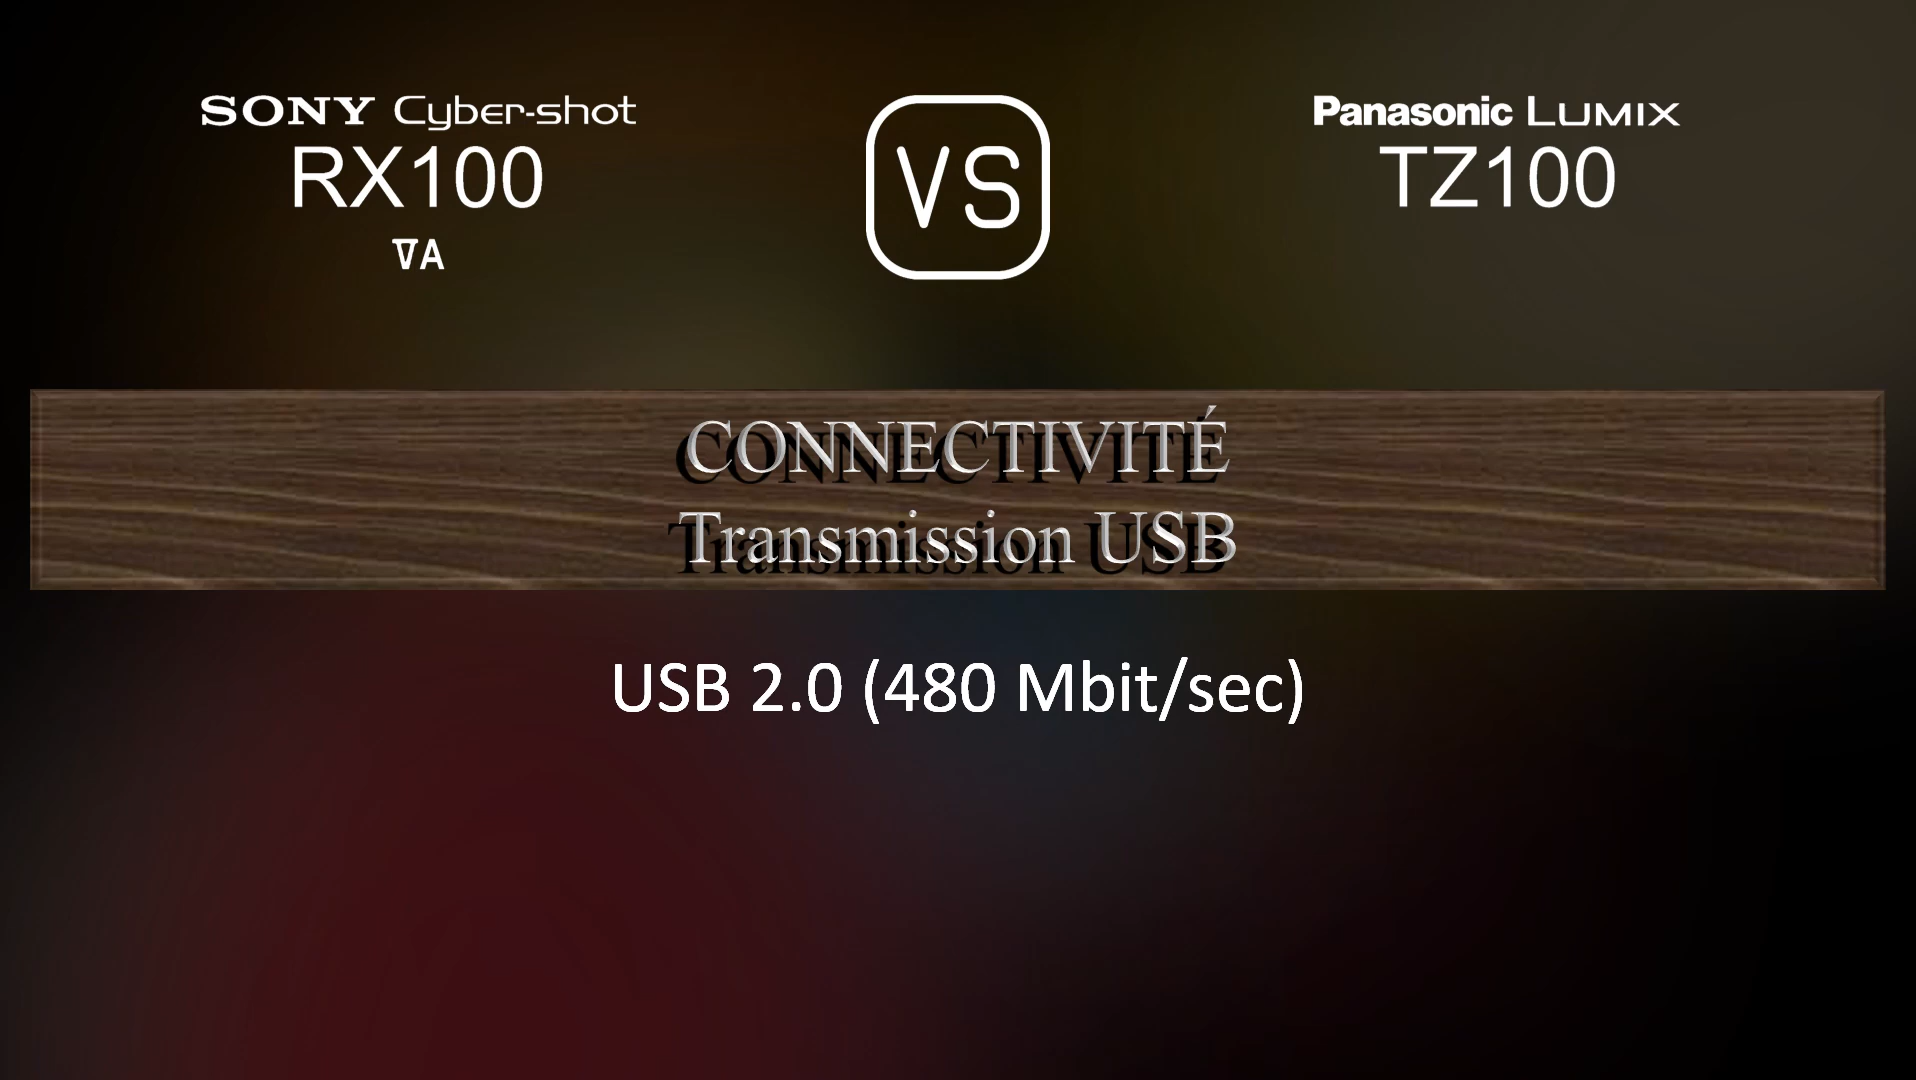 SONY Cyber-shot
RX100
VA
VS
Panasonic LUMIX
TZ100
CONNECTIVITÉ
Transmission USB
USB 2.0 (480 Mbit/sec)